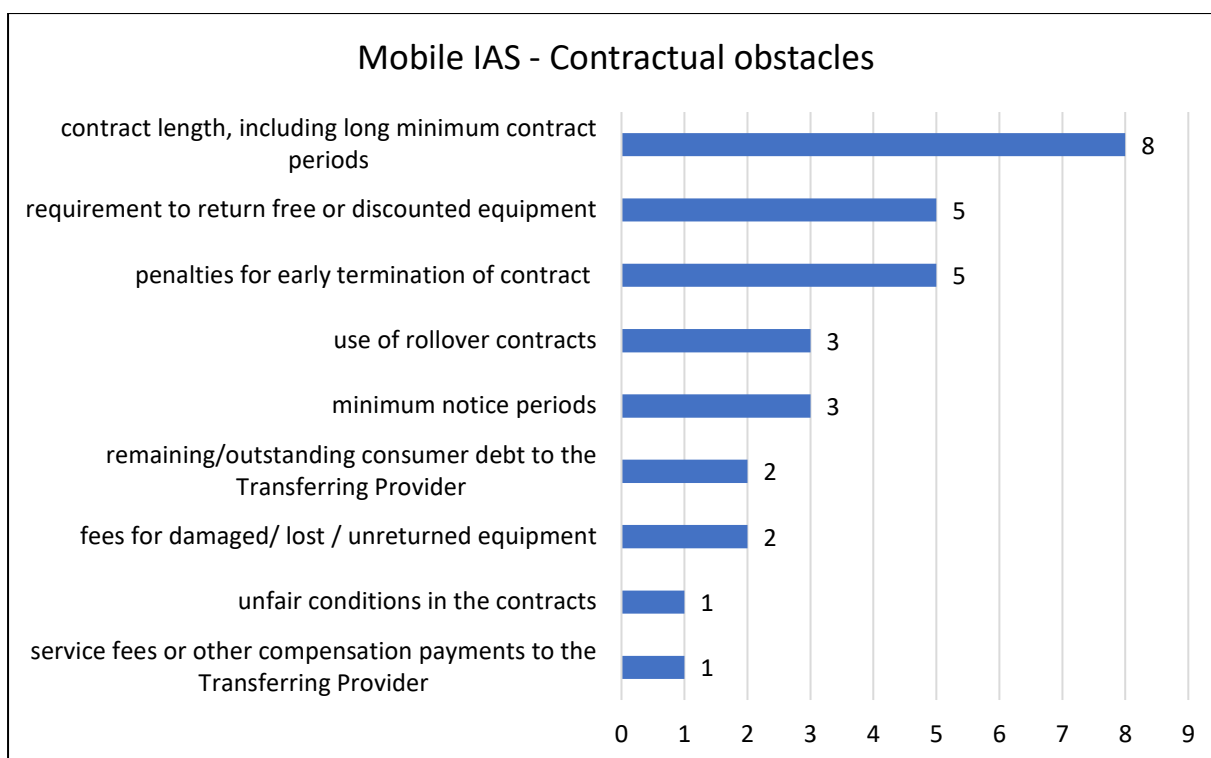 Mobile IAS - Contractual obstacles
contract length, including long minimum contract
periods
8
requirement to return free or discounted equipment
5
penalties for early termination of contract
5
use of rollover contracts
3
minimum notice periods
3
remaining/outstanding consumer debt to the
Transferring Provider
2
fees for damaged/ lost / unreturned equipment
2
unfair conditions in the contracts
1
service fees or other compensation payments to the
Transferring Provider
1
0 1 2 3 4 5 6 7 8 9